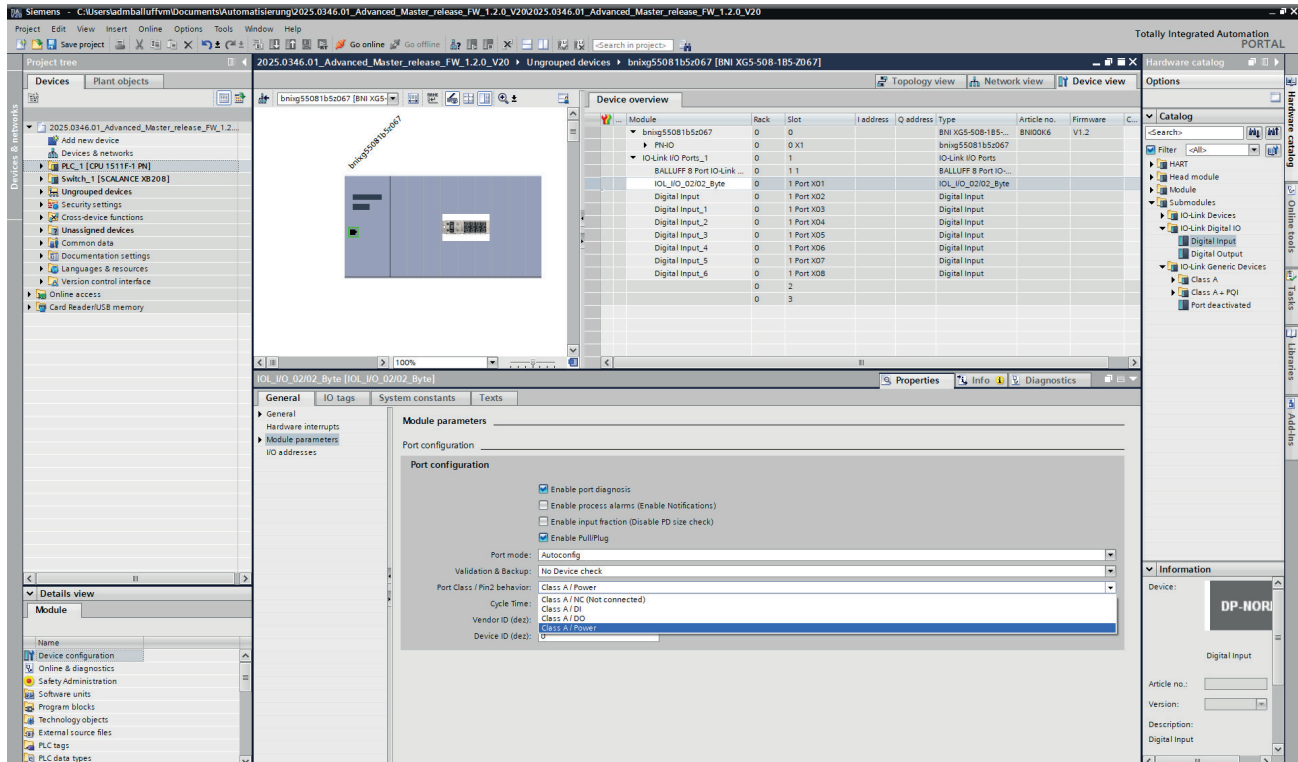 Siemens - C:\Users\admballuffvm\Documents\Automatisierung\2025.0346.01_Advanced_Master_release_FW_1.2.0_V20\2025.0346.01_Advanced_Master_release_FW_1.2.0_V20
Project Edit View Insert Online Options Tools Window Help
Totally Integrated Automation
PORTAL
Save project Go online Go offline <Search in project>
Project tree
2025.0346.01_Advanced_Master_release_FW_1.2.0_V20 Ungrouped devices bnixg55081b5z067 [BNI XG5-508-1B5-Z067]
Hardware catalog
Devices Plant objects
Topology view Network view Device view
Options
bnixg55081b5z067 [BNI XG5-
Device overview
Module Rack Slot I address Q address Type Article no. Firmware C...
bnixg55081b5z067 0 0 BNI XG5-508-1B5-... BNI00K6 V1.2
PN-IO 0 0 X1 bnixg55081b5z067
IO-Link I/O Ports_1 0 1 IO-Link I/O Ports
BALLUFF 8 Port IO-Link ... 0 1 1 BALLUFF 8 Port IO-...
IOL_I/O_02/02_Byte 0 1 Port X01 IOL_I/O_02/02_Byte
Digital Input 0 1 Port X02 Digital Input
Digital Input_1 0 1 Port X03 Digital Input
Digital Input_2 0 1 Port X04 Digital Input
Digital Input_3 0 1 Port X05 Digital Input
Digital Input_4 0 1 Port X06 Digital Input
Digital Input_5 0 1 Port X07 Digital Input
Digital Input_6 0 1 Port X08 Digital Input
0 2
0 3
bnixg55081b5z067
100%
2025.0346.01_Advanced_Master_release_FW_1.2....
Add new device
Devices & networks
PLC_1 [CPU 1511F-1 PN]
Switch_1 [SCALANCE XB208]
Ungrouped devices
Security settings
Cross-device functions
Unassigned devices
Common data
Documentation settings
Languages & resources
Version control interface
Online access
Card Reader/USB memory
Devices & networks
Catalog
<Search>
Filter <All>
HART
Head module
Module
Submodules
IO-Link Devices
IO-Link Digital IO
Digital Input
Digital Output
IO-Link Generic Devices
Class A
Class A + PQI
Port deactivated
Hardware catalog
Online tools
Tasks
Libraries
Add-Ins
IOL_I/O_02/02_Byte [IOL_I/O_02/02_Byte]
Properties Info Diagnostics
General IO tags System constants Texts
General
Hardware interrupts
Module parameters
I/O addresses
Module parameters
Port configuration
Port configuration
Enable port diagnosis
Enable process alarms (Enable Notifications)
Enable input fraction (Disable PD size check)
Enable Pull/Plug
Port mode: Autoconfig
Validation & Backup: No Device check
Port Class / Pin2 behavior: Class A / Power
Class A / NC (Not connected)
Cycle Time:
Class A / DI
Vendor ID (dez):
Class A / DO
Class A / Power
Device ID (dez): 0
Details view
Module
Name
Device configuration
Online & diagnostics
Safety Administration
Software units
Program blocks
Technology objects
External source files
PLC tags
PLC data types
Information
Device:
DP-NOR
Digital Input
Article no.:
Version:
Description:
Digital Input